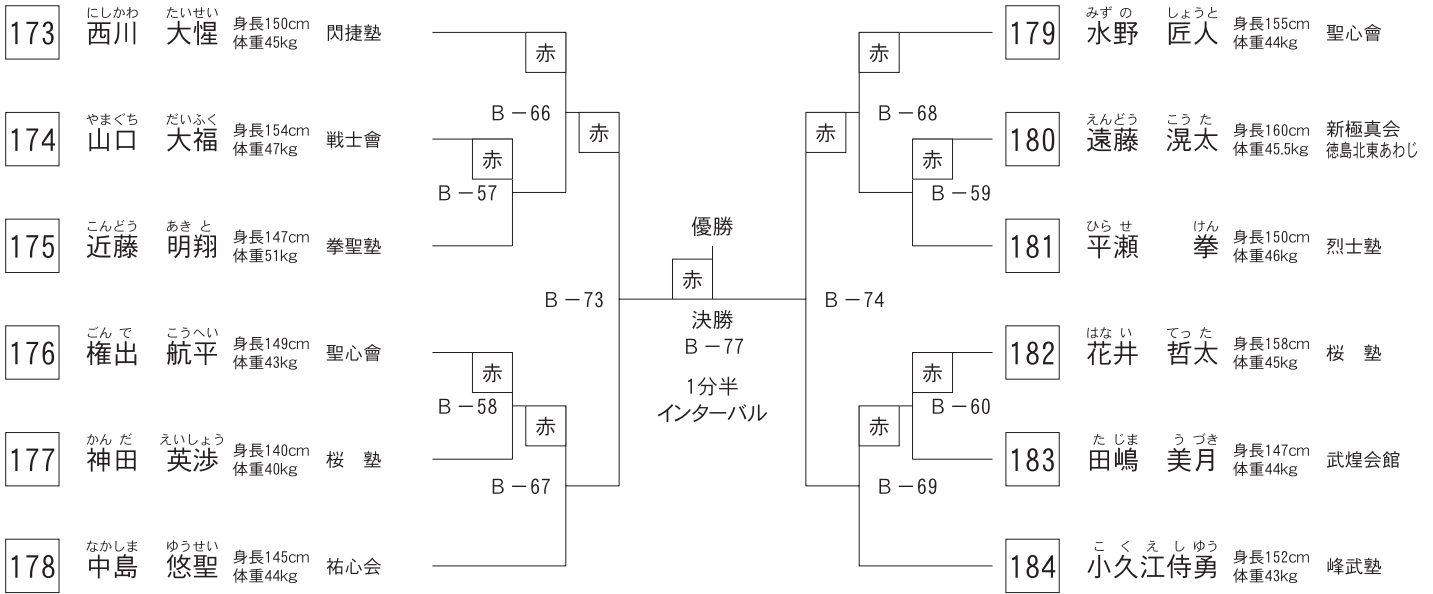 にしかわ たいせい
173 西川 大惺 身長150cm 体重45kg 閃捷塾
赤
B－66
赤
やまぐち だいふく
174 山口 大福 身長154cm 体重47kg 戦士會
赤
B－57
こんどう あきと
175 近藤 明翔 身長147cm 体重51kg 拳聖塾
B－73
ごんで こうへい
176 権出 航平 身長149cm 体重43kg 聖心會
赤
B－58
赤
かんだ えいしょう
177 神田 英渉 身長140cm 体重40kg 桜 塾
B－67
なかしま ゆうせい
178 中島 悠聖 身長145cm 体重44kg 祐心会
優勝
赤
決勝
B－77
1分半
インターバル
みずの しょうと
179 水野 匠人 身長155cm 体重44kg 聖心會
赤
B－68
赤
えんどう こうた
180 遠藤 滉太 身長160cm 体重45.5kg 新極真会 徳島北東あわじ
赤
B－59
ひらせ けん
181 平瀬 拳 身長150cm 体重46kg 烈士塾
B－74
はない てった
182 花井 哲太 身長158cm 体重45kg 桜 塾
赤
B－60
赤
たじま うづき
183 田嶋 美月 身長147cm 体重44kg 武煌会館
B－69
こくえ しゆう
184 小久江侍勇 身長152cm 体重43kg 峰武塾